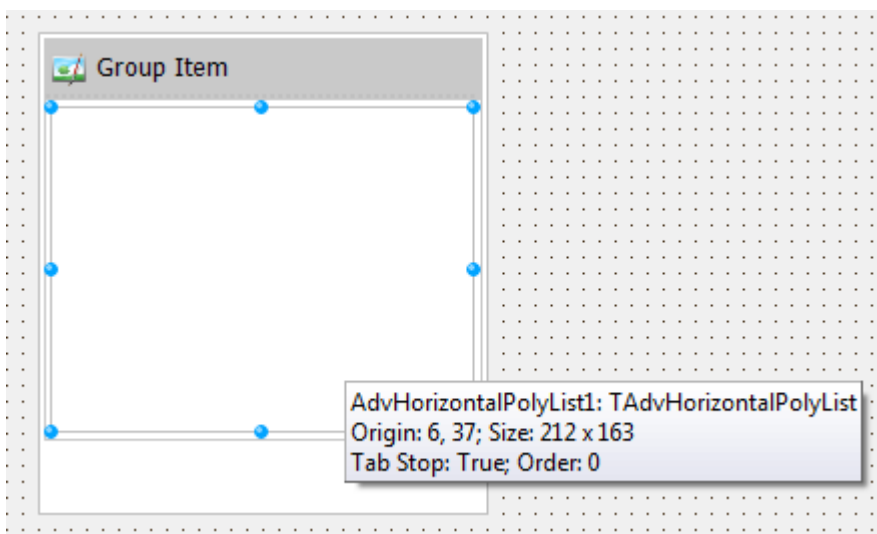 Group Item
AdvHorizontalPolyList1: TAdvHorizontalPolyList
Origin: 6, 37; Size: 212 x 163
Tab Stop: True; Order: 0